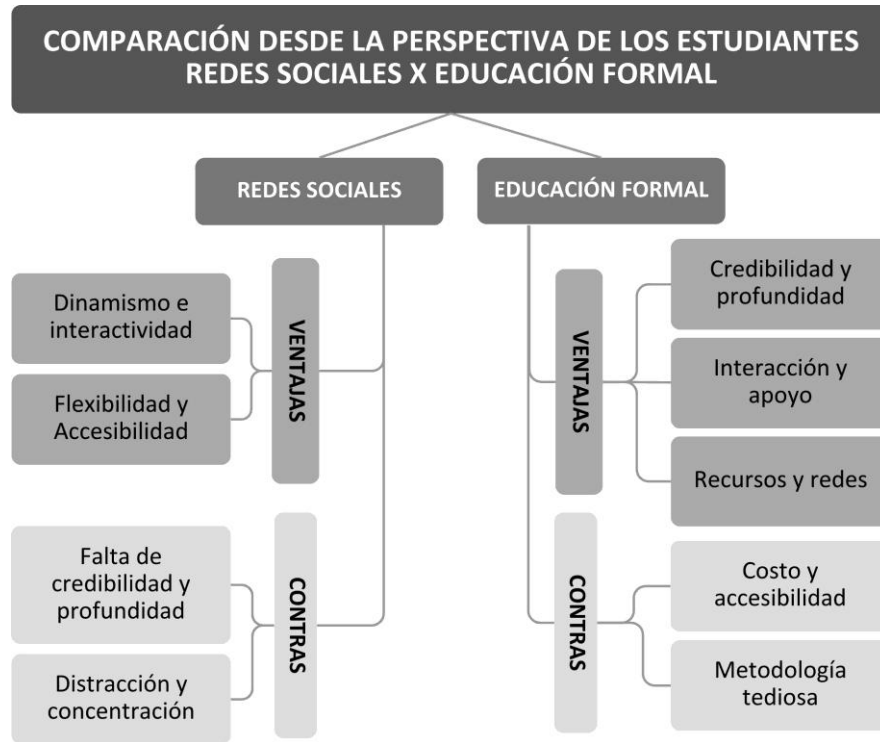 COMPARACIÓN DESDE LA PERSPECTIVA DE LOS ESTUDIANTES
REDES SOCIALES X EDUCACIÓN FORMAL
REDES SOCIALES
VENTAJAS
Dinamismo e
interactividad
Flexibilidad y
Accesibilidad
CONTRAS
Falta de
credibilidad y
profundidad
Distracción y
concentración
EDUCACIÓN FORMAL
VENTAJAS
Credibilidad y
profundidad
Interacción y
apoyo
Recursos y redes
CONTRAS
Costo y
accesibilidad
Metodología
tediosa